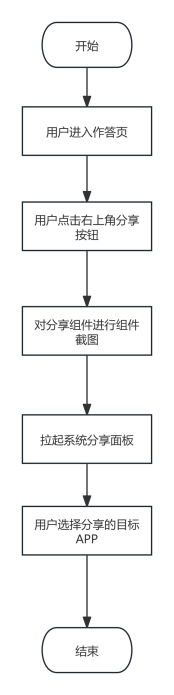 开始
用户进入作答页
用户点击右上角分享
按钮
对分享组件进行组件
截图
拉起系统分享面板
用户选择分享的目标
APP
结束